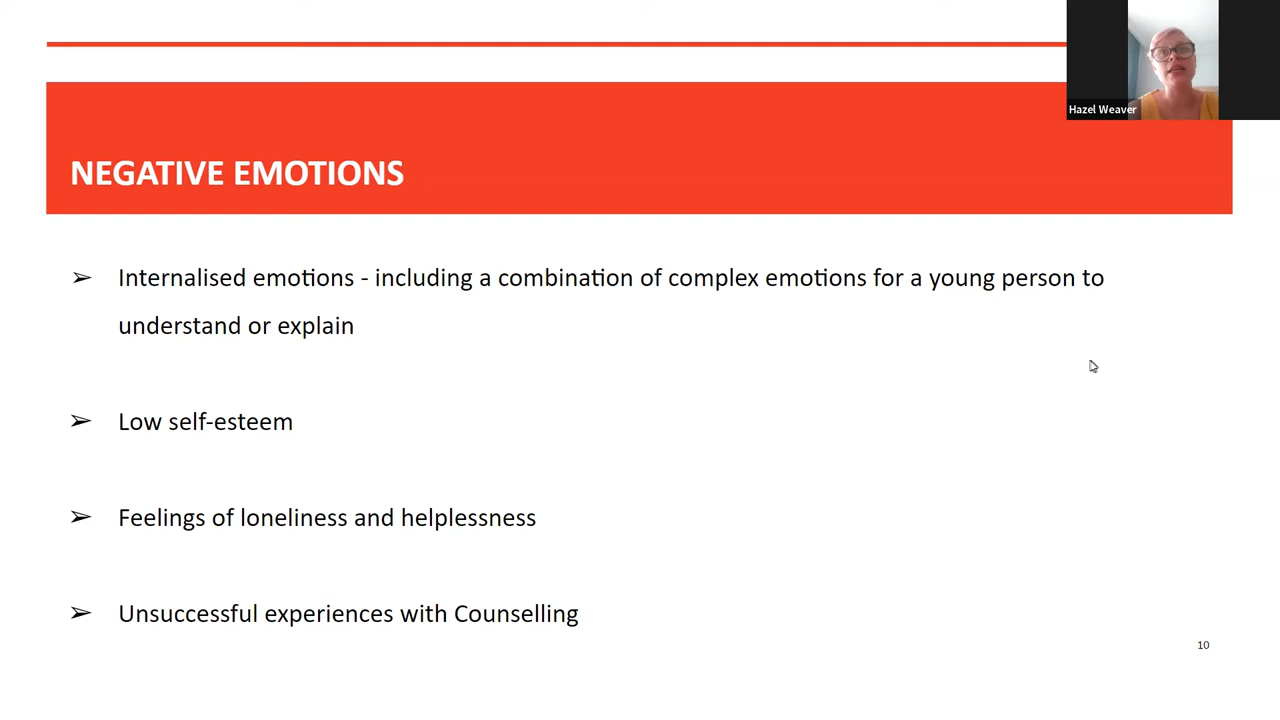 Hazel Weaver
NEGATIVE EMOTIONS
➢ Internalised emotions - including a combination of complex emotions for a young person to
understand or explain
➢ Low self-esteem
➢ Feelings of loneliness and helplessness
➢ Unsuccessful experiences with Counselling
10